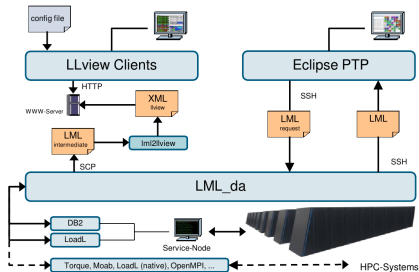 config file
LLview Clients
Eclipse PTP
HTTP
WWW-Server
XML
llview
SSH
LML
intermediate
lml2llview
LML
request
LML
SCP
SSH
LML_da
DB2
LoadL
Service-Node
Torque, Moab, LoadL (native), OpenMPI, ...
HPC-Systems